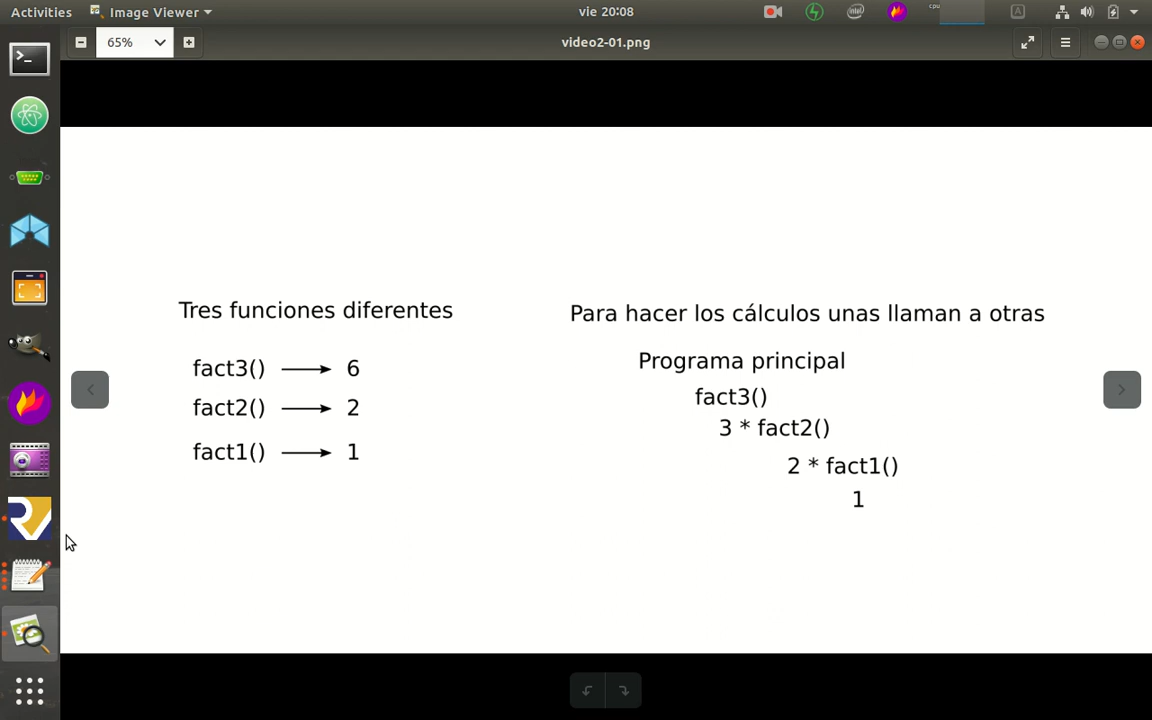 Activities
Image Viewer
vie 20:08
cpu
A
65%
video2-01.png
Tres funciones diferentes
fact3() 6
fact2() 2
fact1() 1
Para hacer los cálculos unas llaman a otras
Programa principal
fact3()
3 * fact2()
2 * fact1()
1